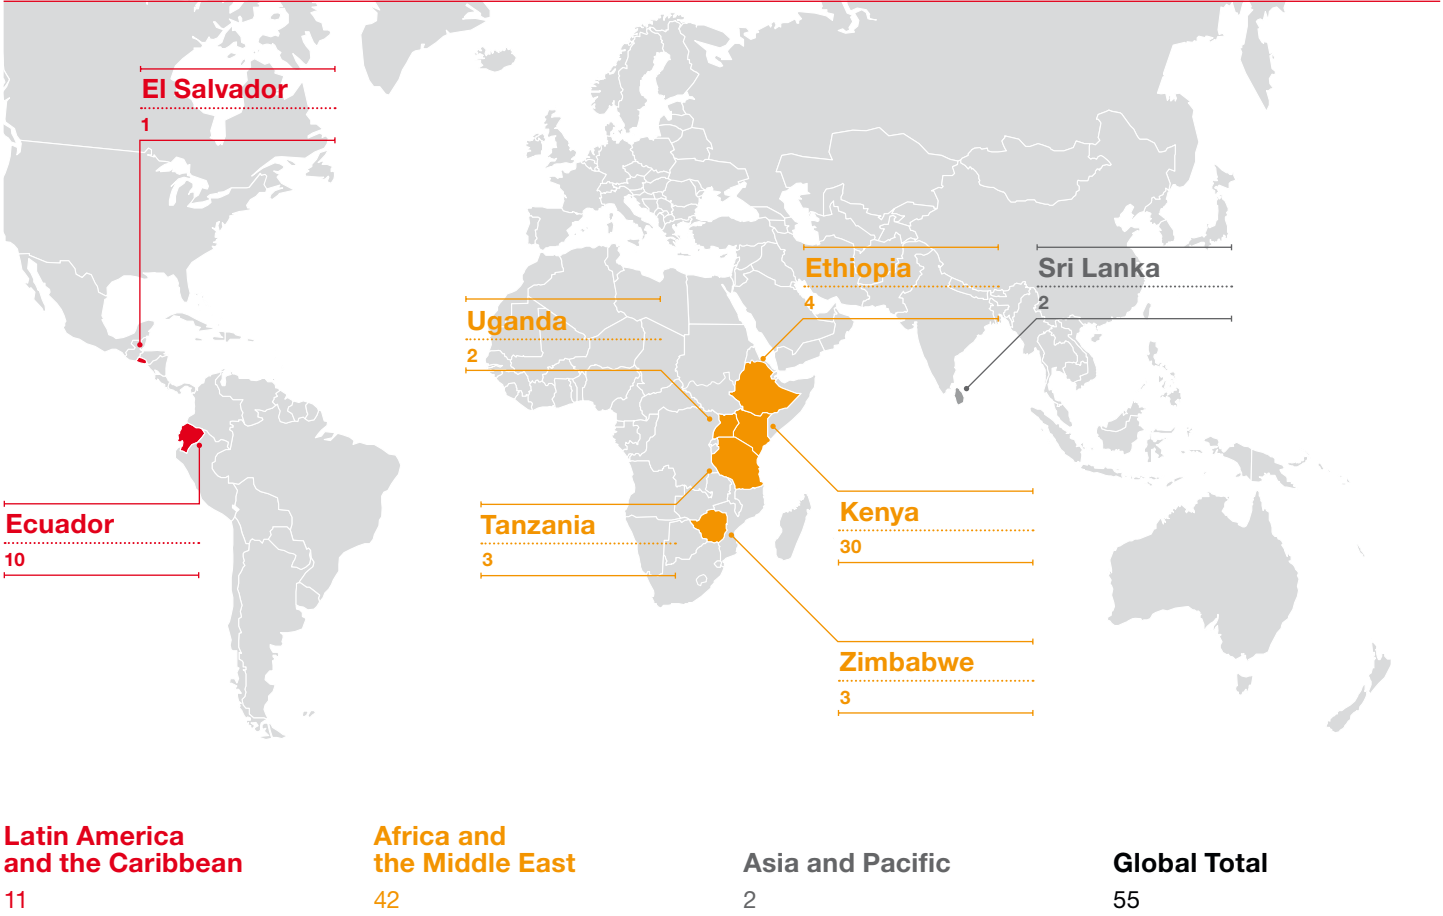 El Salvador
1
Ethiopia
4
Sri Lanka
2
Uganda
2
Ecuador
10
Tanzania
3
Kenya
30
Zimbabwe
3
Latin America
and the Caribbean
11
Africa and
the Middle East
42
Asia and Pacific
2
Global Total
55